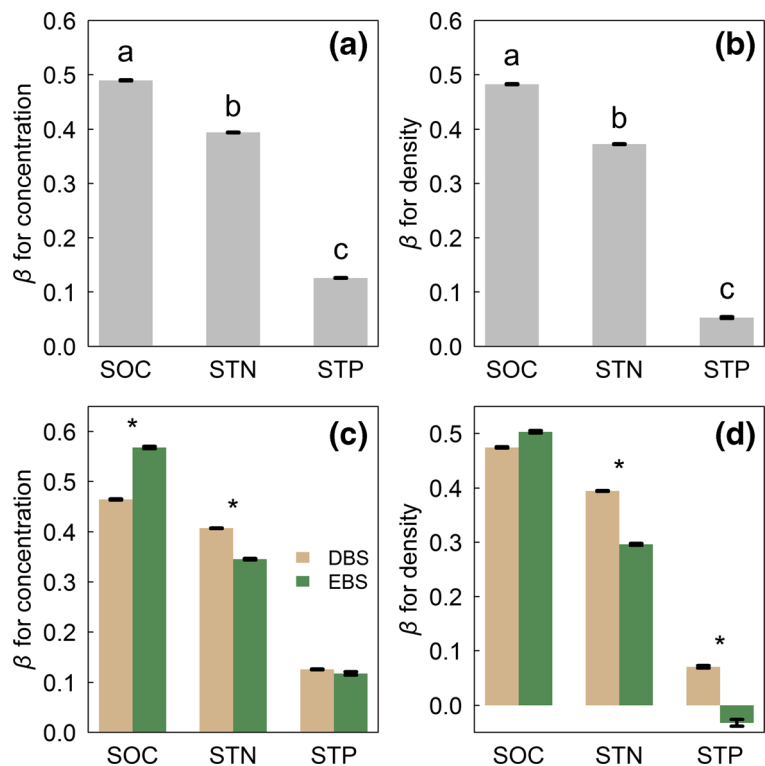 (a)
β for concentration
0.6
0.5
0.4
0.3
0.2
0.1
0.0
a
b
c
SOC STN STP
(b)
β for density
0.6
0.5
0.4
0.3
0.2
0.1
0.0
a
b
c
SOC STN STP
(c)
β for concentration
0.6
0.5
0.4
0.3
0.2
0.1
0.0
*
*
DBS
EBS
SOC STN STP
(d)
β for density
0.5
0.4
0.3
0.2
0.1
0.0
*
*
SOC STN STP